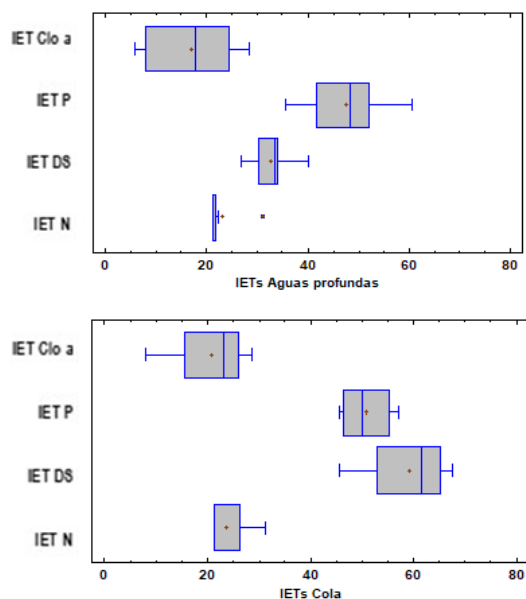 IET Clo a
IET P
IET DS
IET N
0 20 40 60 80
IETs Aguas profundas
IET Clo a
IET P
IET DS
IET N
0 20 40 60 80
IETs Cola